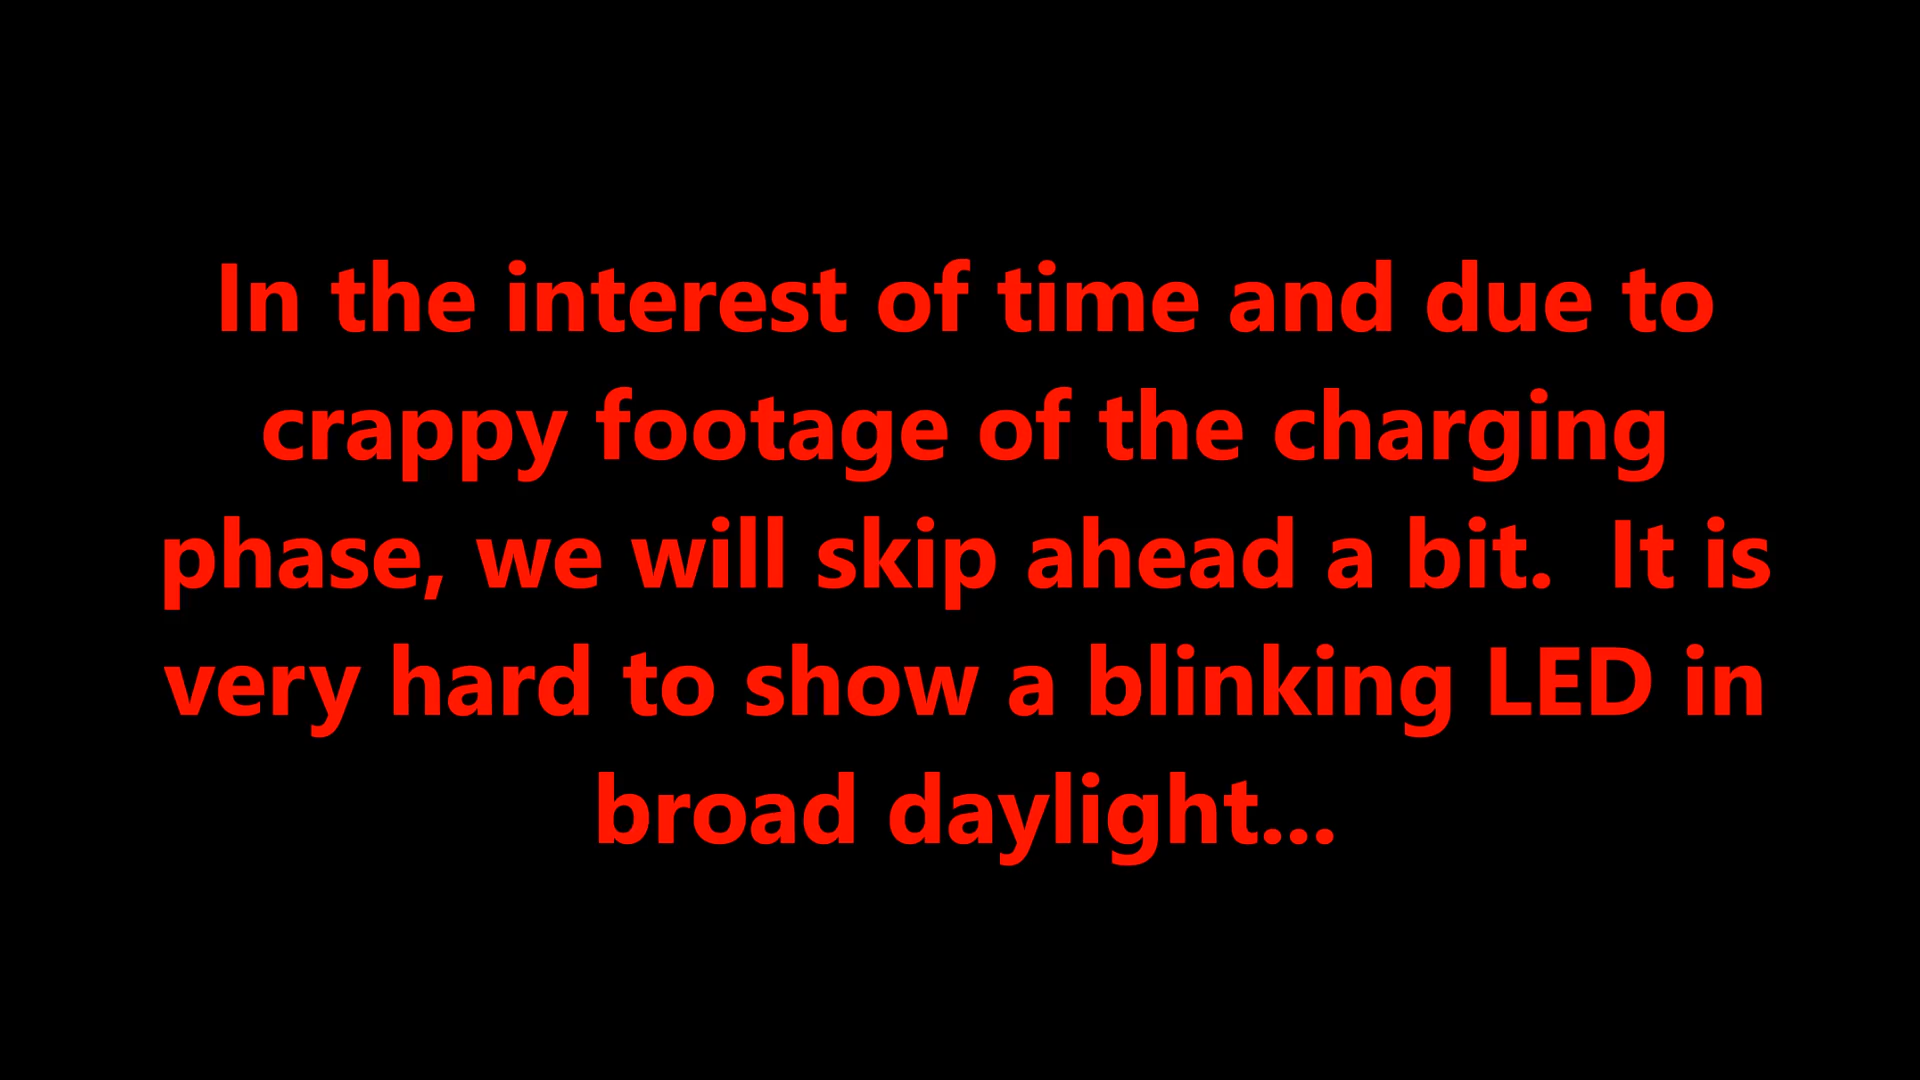 In the interest of time and due to
crappy footage of the charging
phase, we will skip ahead a bit.  It is
very hard to show a blinking LED in
broad daylight...